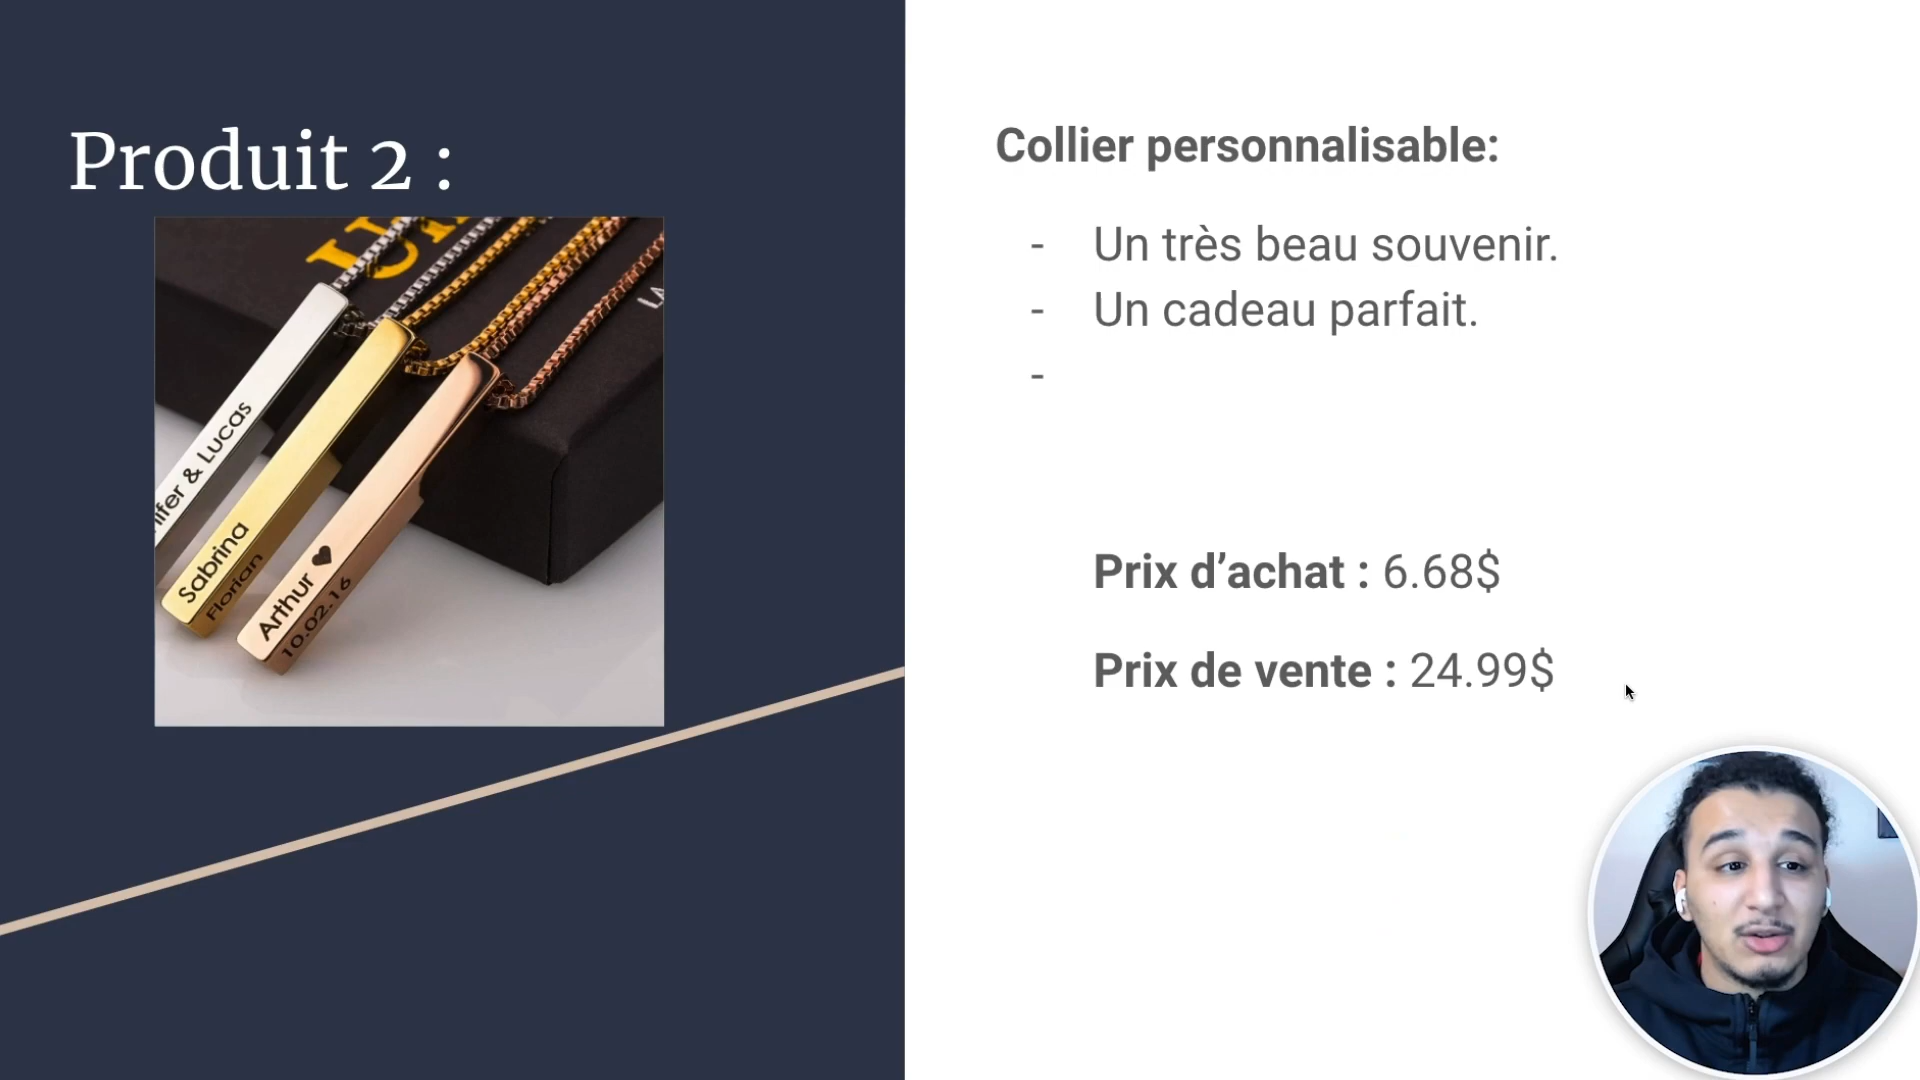 Produit 2 :
& LUCAS
Sabrina
Florian
Arthur ♥
10.02.16
Collier personnalisable:
- Un très beau souvenir.
- Un cadeau parfait.
-
Prix d’achat : 6.68$
Prix de vente : 24.99$